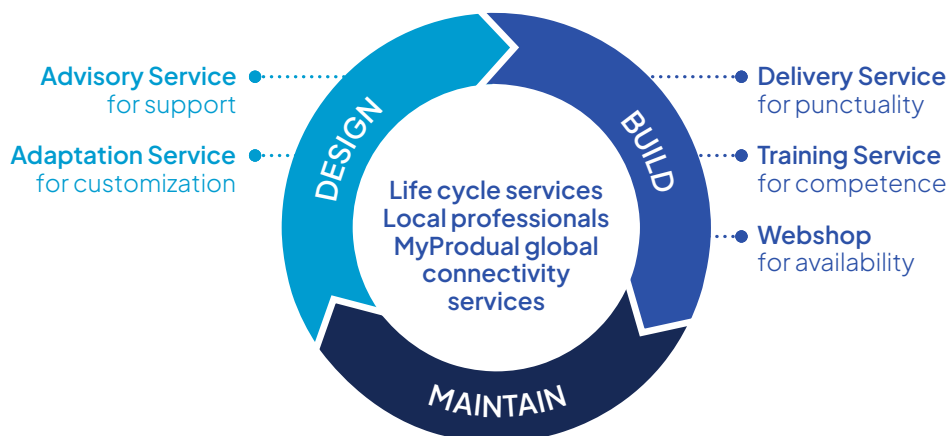 Advisory Service
for support
Adaptation Service
for customization
DESIGN
BUILD
MAINTAIN
Life cycle services
Local professionals
MyProdual global
connectivity
services
Delivery Service
for punctuality
Training Service
for competence
Webshop
for availability